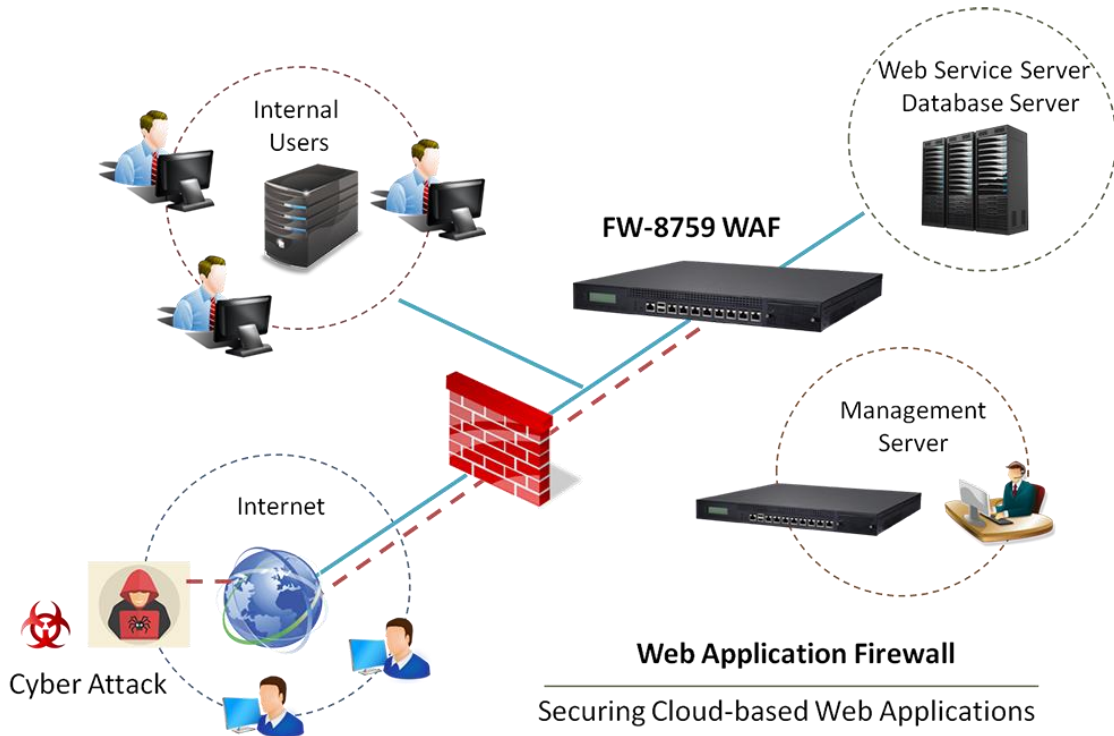 Internal
Users
Web Service Server
Database Server
FW-8759 WAF
Management
Server
Internet
Cyber Attack
Web Application Firewall
Securing Cloud-based Web Applications